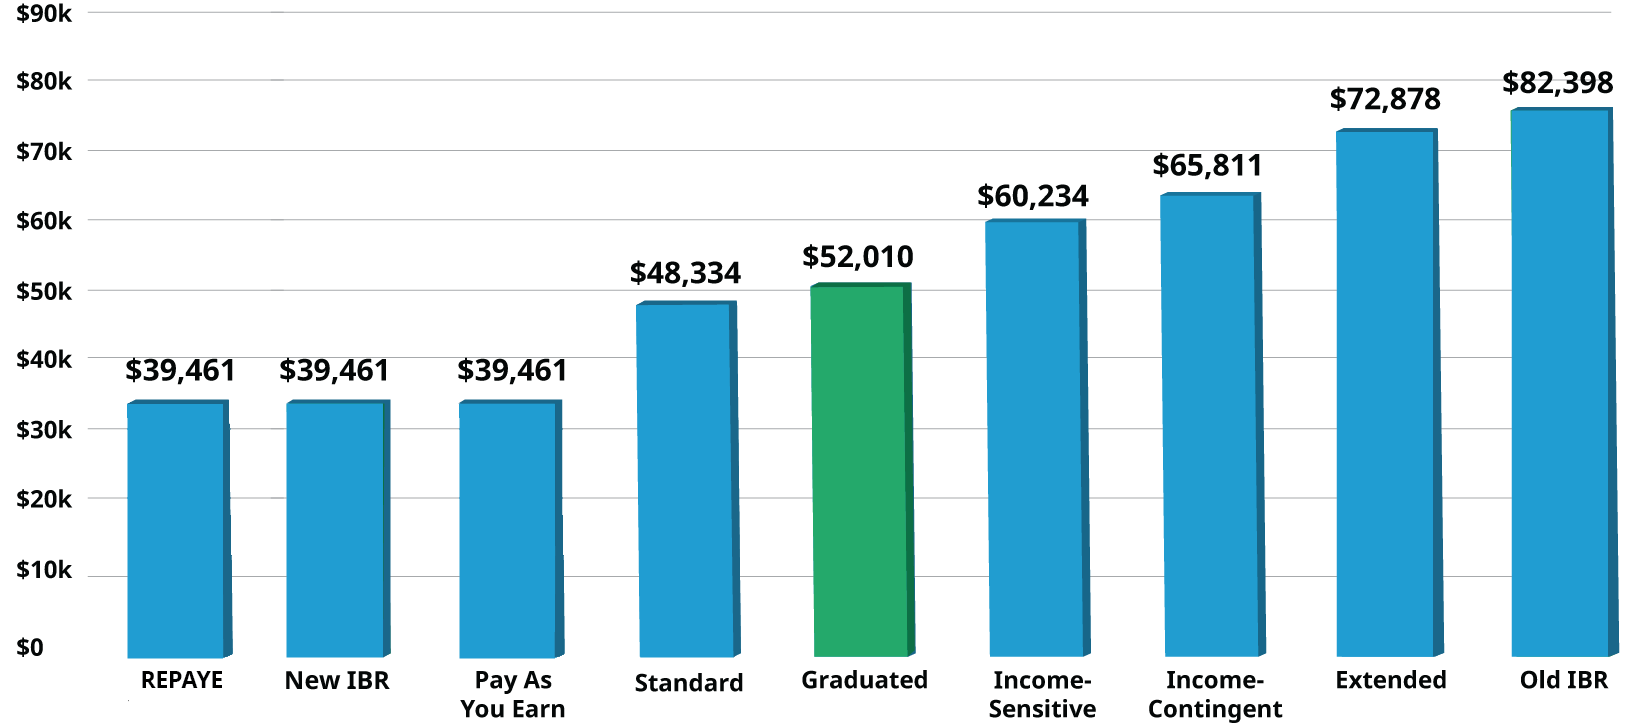 $90k
$80k
$70k
$60k
$50k
$40k
$30k
$20k
$10k
$0
$39,461
$39,461
$39,461
$48,334
$52,010
$60,234
$65,811
$72,878
$82,398
REPAYE
New IBR
Pay As
You Earn
Standard
Graduated
Income-
Sensitive
Income-
Contingent
Extended
Old IBR